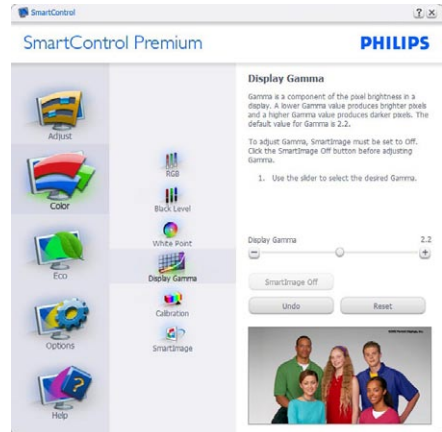 SmartControl
SmartControl Premium
PHILIPS
Adjust
Color
Eco
Options
Help
RGB
Black Level
White Point
Display Gamma
Calibration
SmartImage
Display Gamma
Gamma is a component of the pixel brightness in a
display. A lower Gamma value produces brighter pixels
and a higher Gamma value produces darker pixels. The
default value for Gamma is 2.2.
To adjust Gamma, SmartImage must be set to Off.
Click the SmartImage Off button before adjusting
Gamma.
1. Use the slider to select the desired Gamma.
Display Gamma 2.2
SmartImage Off
Undo Reset